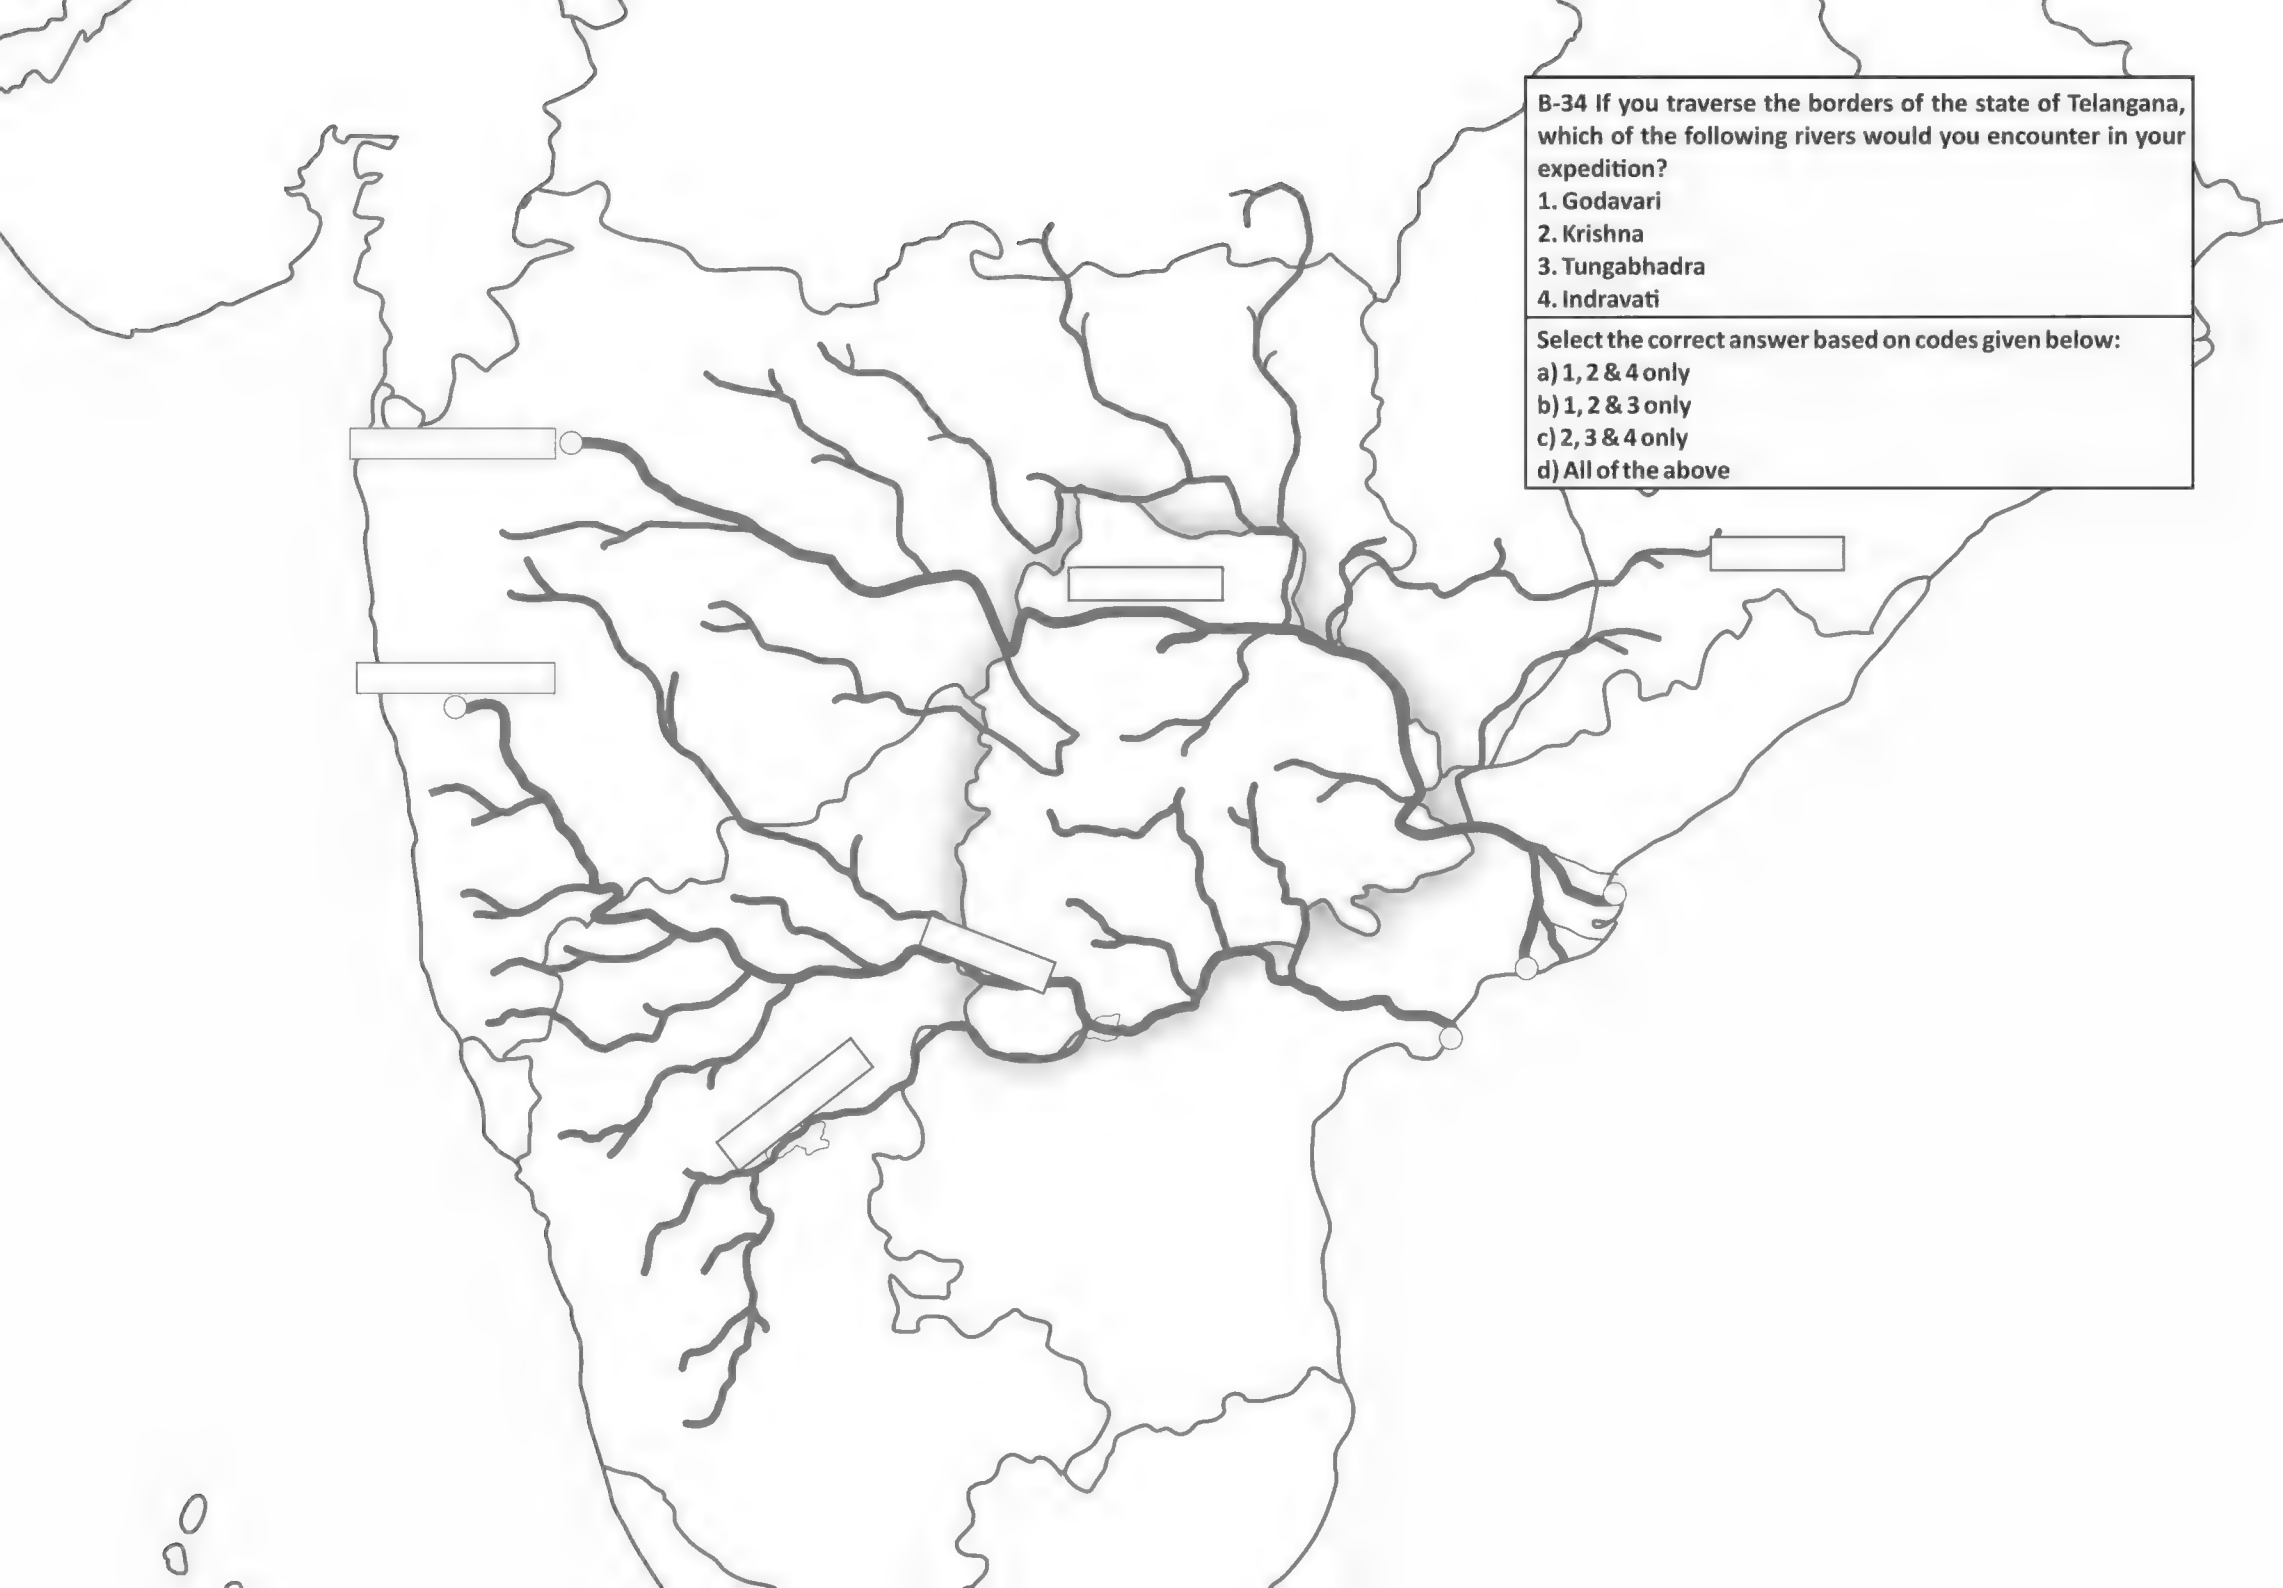 B-34 If you traverse the borders of the state of Telangana,
which of the following rivers would you encounter in your
expedition?
1. Godavari
2. Krishna
3. Tungabhadra
4. Indravati
Select the correct answer based on codes given below:
a) 1, 2 & 4 only
b) 1, 2 & 3 only
c) 2, 3 & 4 only
d) All of the above